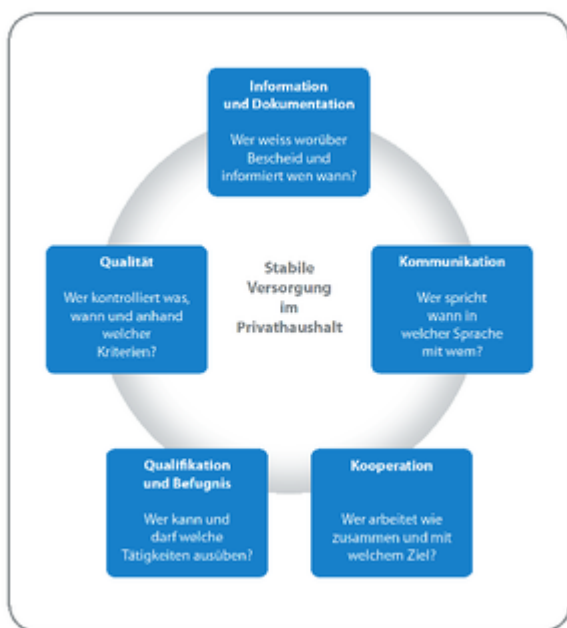 Information
und Dokumentation
Wer weiss worüber
Bescheid und
informiert wen wann?
Qualität
Wer kontrolliert was,
wann und anhand
welcher
Kriterien?
Stabile
Versorgung
im
Privathaushalt
Kommunikation
Wer spricht
wann in
welcher Sprache
mit wem?
Qualifikation
und Befugnis
Wer kann und
darf welche
Tätigkeiten ausüben?
Kooperation
Wer arbeitet wie
zusammen und mit
welchem Ziel?